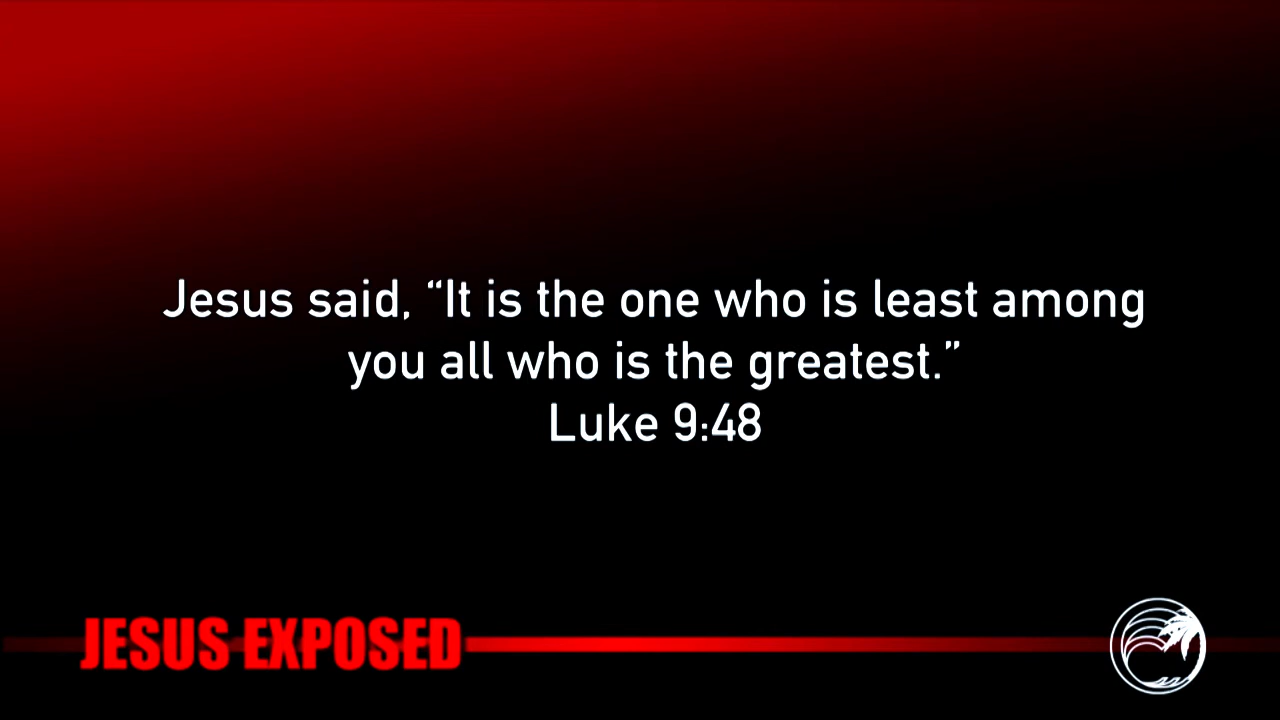 Jesus said, “It is the one who is least among
you all who is the greatest.”
Luke 9:48
JESUS EXPOSED